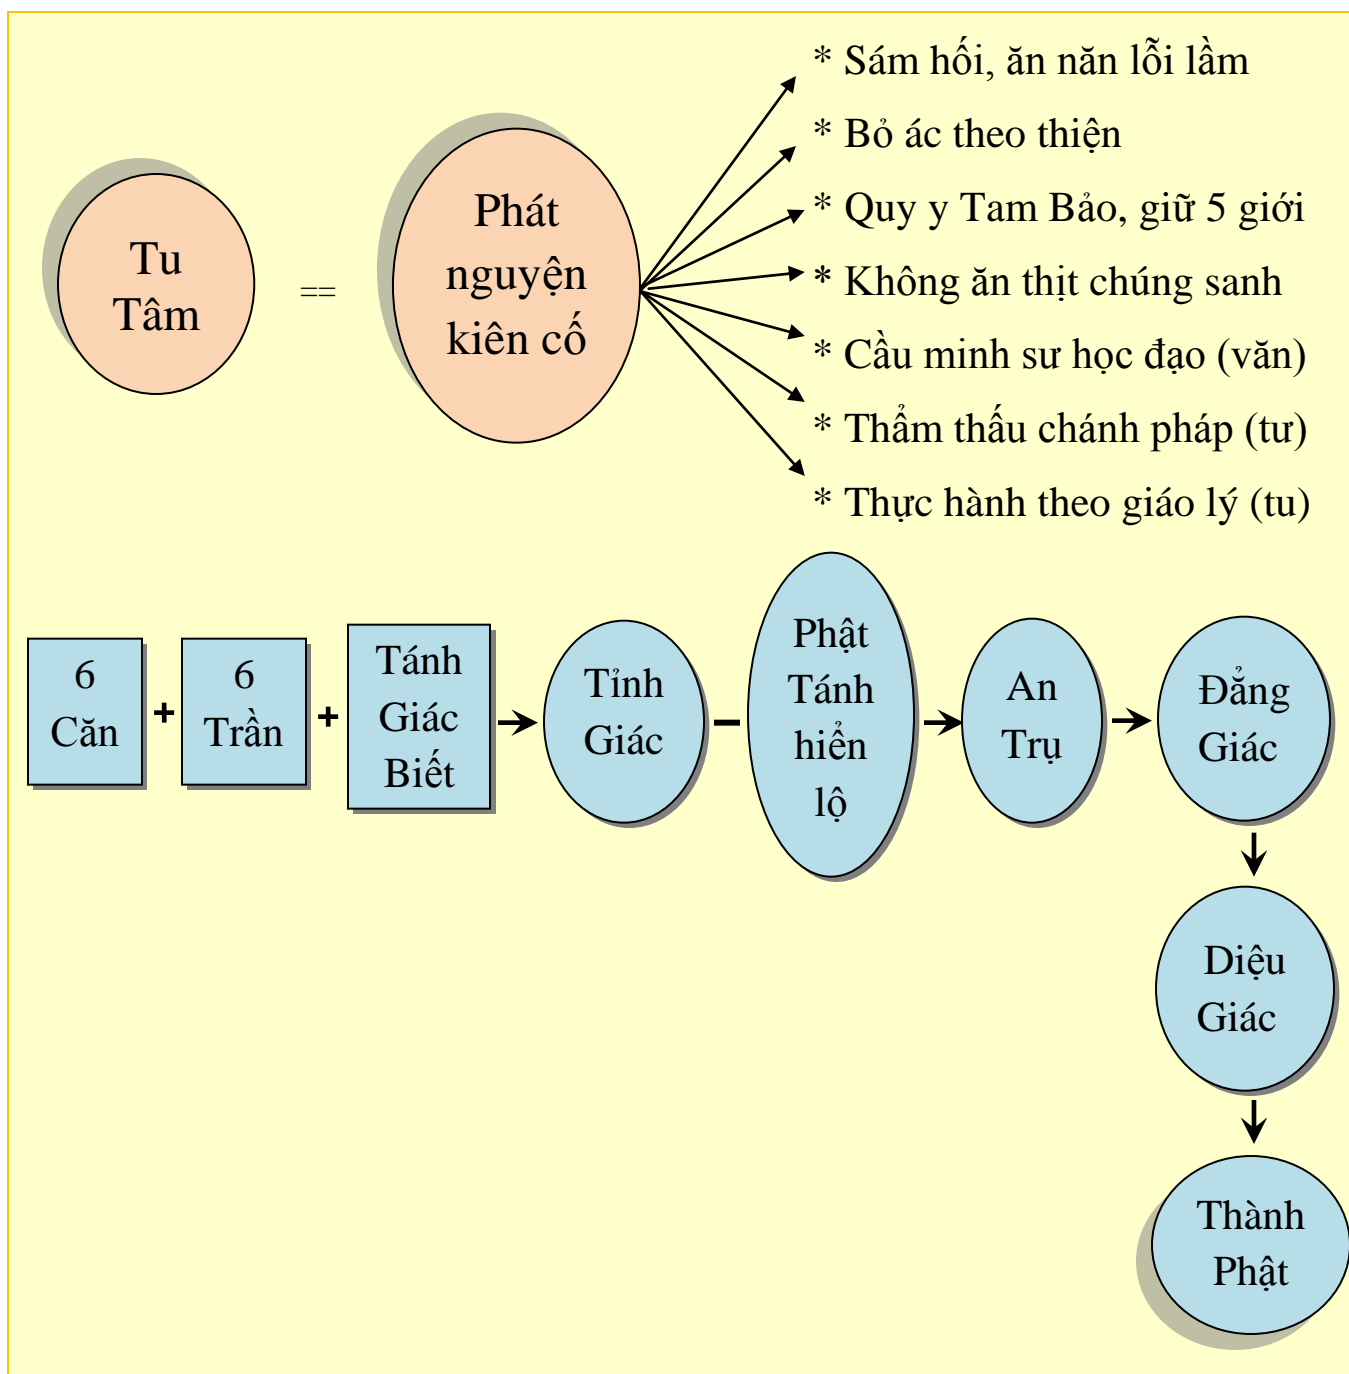 * Sám hối, ăn năn lỗi lầm
* Bỏ ác theo thiện
* Quy y Tam Bảo, giữ 5 giới
* Không ăn thịt chúng sanh
* Cầu minh sư học đạo (văn)
* Thẩm thấu chánh pháp (tư)
* Thực hành theo giáo lý (tu)
Tu
Tâm
==
Phát
nguyện
kiên cố
6
Căn
+
6
Trần
+
Tánh
Giác
Biết
Tỉnh
Giác
Phật
Tánh
hiển
lộ
An
Trụ
Đẳng
Giác
Diệu
Giác
Thành
Phật